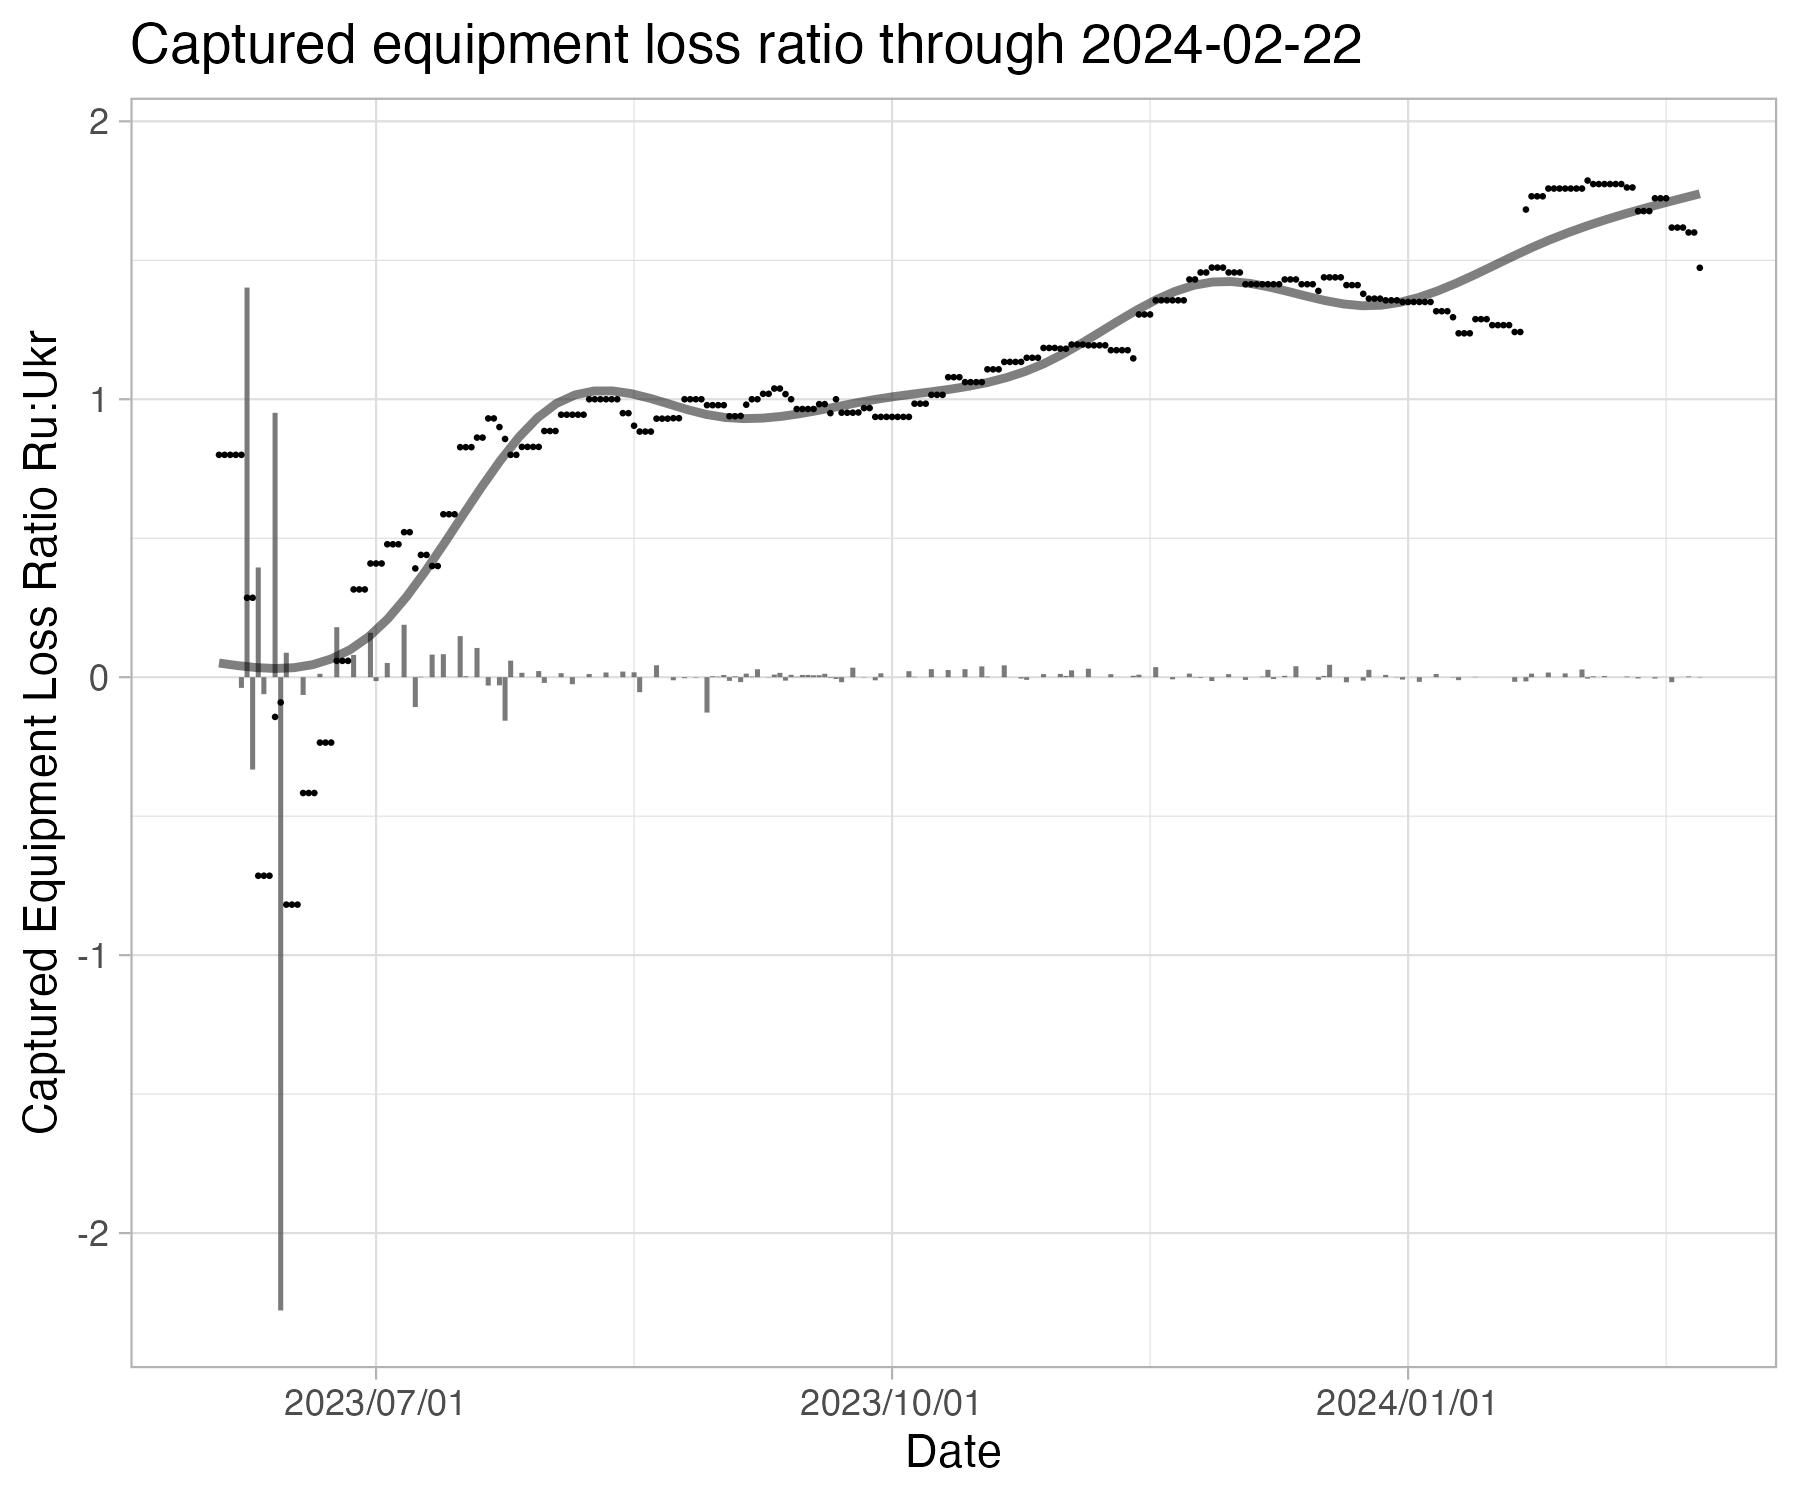 Captured equipment loss ratio through 2024-02-22
Captured Equipment Loss Ratio Ru:Ukr
2
1
0
-1
-2
2023/07/01
2023/10/01
2024/01/01
Date